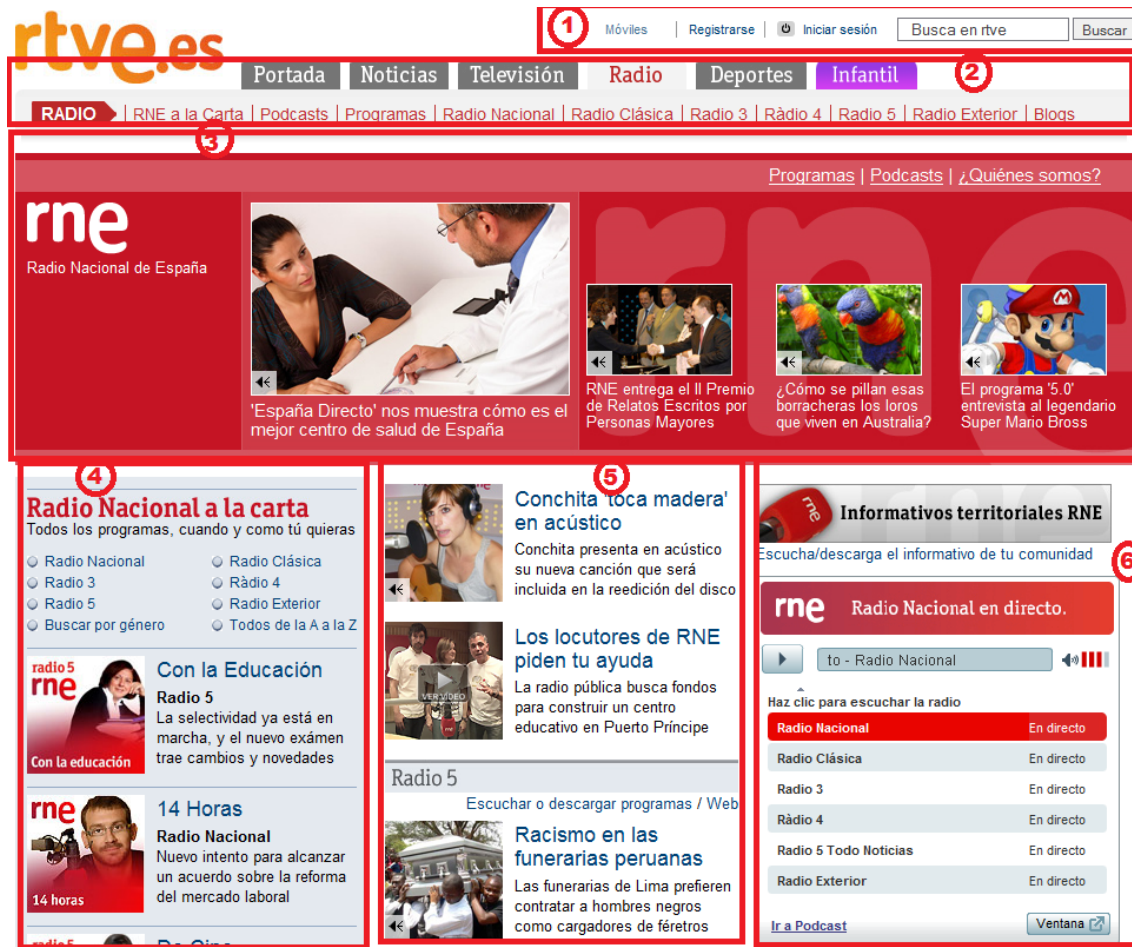 rtve.es
1
Móviles | Registrarse | Iniciar sesión Busca en rtve Buscar
Portada Noticias Televisión Radio Deportes Infantil
2
RADIO | RNE a la Carta | Podcasts | Programas | Radio Nacional | Radio Clásica | Radio 3 | Ràdio 4 | Radio 5 | Radio Exterior | Blogs
3
Programas | Podcasts | ¿Quiénes somos?
rne
Radio Nacional de España
rne
'España Directo' nos muestra cómo es el
mejor centro de salud de España
RNE entrega el II Premio
de Relatos Escritos por
Personas Mayores
¿Cómo se pillan esas
borracheras los loros
que viven en Australia?
M
El programa '5.0'
entrevista al legendario
Super Mario Bross
4
Radio Nacional a la carta
Todos los programas, cuando y como tú quieras
Radio Nacional
Radio Clásica
Radio 3
Ràdio 4
Radio 5
Radio Exterior
Buscar por género
Todos de la A a la Z
radio 5
rne
Con la educación
Con la Educación
Radio 5
La selectividad ya está en
marcha, y el nuevo exámen
trae cambios y novedades
rne
14 horas
14 Horas
Radio Nacional
Nuevo intento para alcanzar
un acuerdo sobre la reforma
del mercado laboral
radio 5
De Cine
5
Conchita 'toca madera'
en acústico
Conchita presenta en acústico
su nueva canción que será
incluida en la reedición del disco
VER VÍDEO
Los locutores de RNE
piden tu ayuda
La radio pública busca fondos
para construir un centro
educativo en Puerto Príncipe
Radio 5
Escuchar o descargar programas / Web
Racismo en las
funerarias peruanas
Las funerarias de Lima prefieren
contratar a hombres negros
como cargadores de féretros
rne
Informativos territoriales RNE
Escucha/descarga el informativo de tu comunidad
6
rne Radio Nacional en directo.
to - Radio Nacional
Haz clic para escuchar la radio
Radio Nacional En directo
Radio Clásica En directo
Radio 3 En directo
Ràdio 4 En directo
Radio 5 Todo Noticias En directo
Radio Exterior En directo
Ir a Podcast Ventana